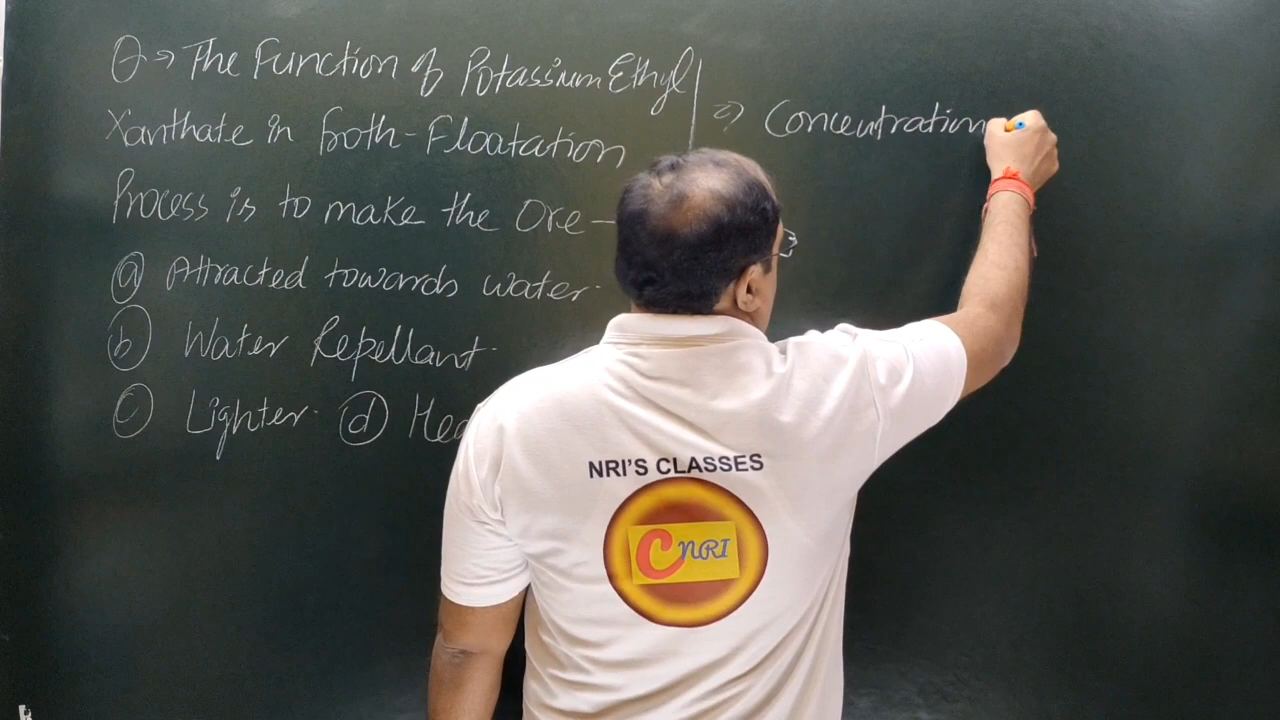 Q → The Function of Potassium Ethyl
Xanthate in froth-Floatation
Process is to make the Ore —
(a) Attracted towards water.
(b) Water Repellant.
(c) Lighter. (d) Hea
⇒ Concentration
NRI'S CLASSES
C NRI